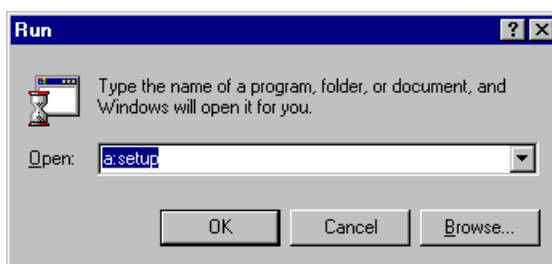 Run
Type the name of a program, folder, or document, and
Windows will open it for you.
Open: a:setup
OK Cancel Browse...